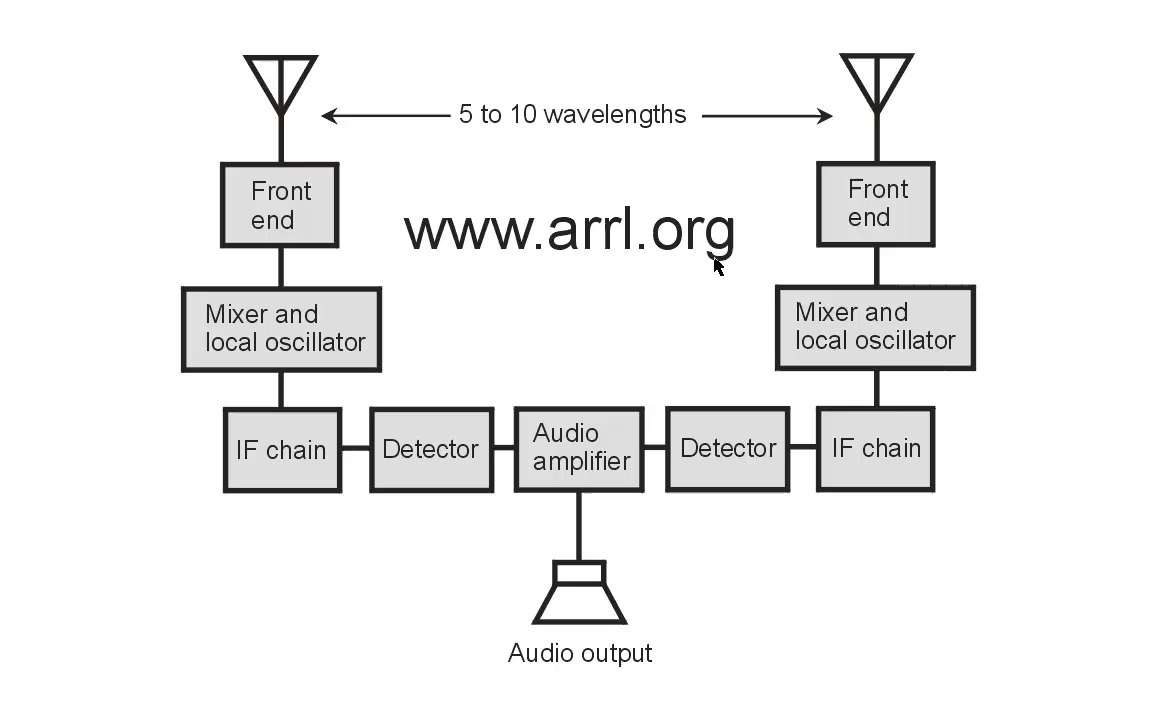 5 to 10 wavelengths
Front
end
Front
end
www.arrl.org
Mixer and
local oscillator
Mixer and
local oscillator
IF chain
Detector
Audio
amplifier
Detector
IF chain
Audio output